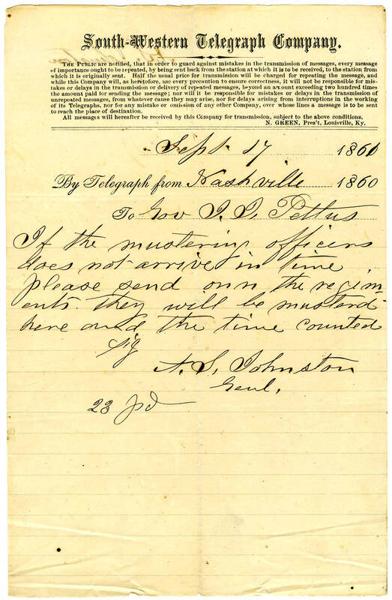 South-Western Telegraph Company.
THE PUBLIC are notified, that in order to guard against mistakes in the transmission of messages, every message
of importance ought to be repeated, by being sent back from the station at which it is to be received, to the station from
which it is originally sent. Half the usual price for transmission will be charged for repeating the message, and
while this Company will, as heretofore, use every precaution to ensure correctness, it will not be responsible for mis-
takes or delays in the transmission or delivery of repeated messages, beyond an account exceeding two hundred times
the amount paid for sending the message; nor will it be responsible for mistakes or delays in the transmission of
unrepeated messages, from whatever cause they may arise, nor for delays arising from interruptions in the working
of its Telegraphs, nor for any mistake or omission of any other Company, over whose lines a message is to be sent
to reach the place of destination.
All messages will hereafter be received by this Company for transmission, subject to the above conditions.
N. GREEN, Pres't, Louisville, Ky.
Sept 17 1861
By Telegraph from Nashville 1860
To Gov J. J. Pettus
If the mustering officers
does not arrive in time,
please send onn the regim
ents. they will be musterd
here and the time counted
sig
A. S. Johnston
Genl.
23 pd